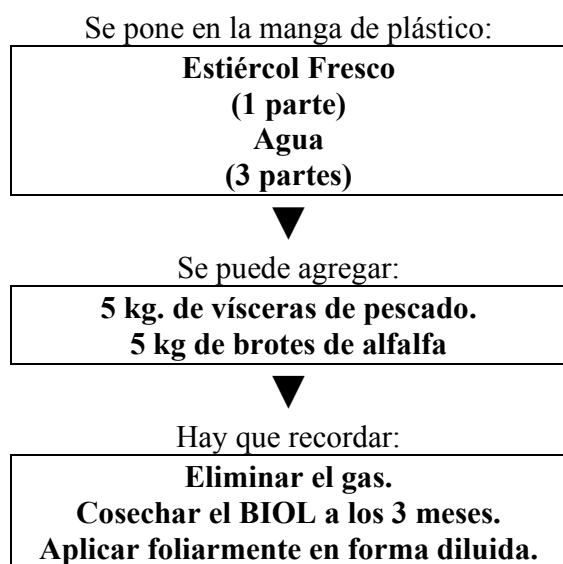 Se pone en la manga de plástico:
Estiércol Fresco
(1 parte)
Agua
(3 partes)
Se puede agregar:
5 kg. de vísceras de pescado.
5 kg de brotes de alfalfa
Hay que recordar:
Eliminar el gas.
Cosechar el BIOL a los 3 meses.
Aplicar foliarmente en forma diluida.